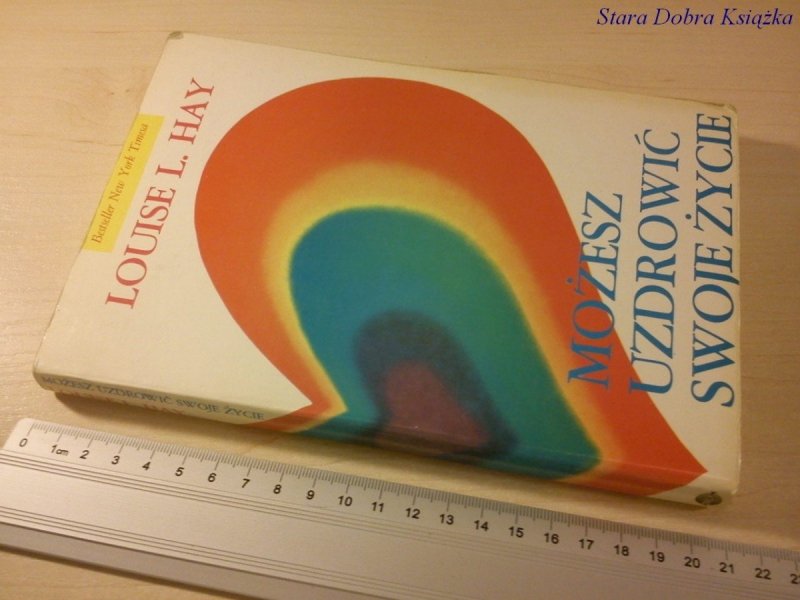 Stara Dobra Książka
Bestseller New York Timesa
LOUISE L. HAY
MOŻESZ
UZDROWIĆ
SWOJE ŻYCIE
MOŻESZ UZDROWIĆ SWOJE ŻYCIE
0 1cm 2 3 4 5 6 7 8 9 10 11 12 13 14 15 16 17 18 19 20 21 22